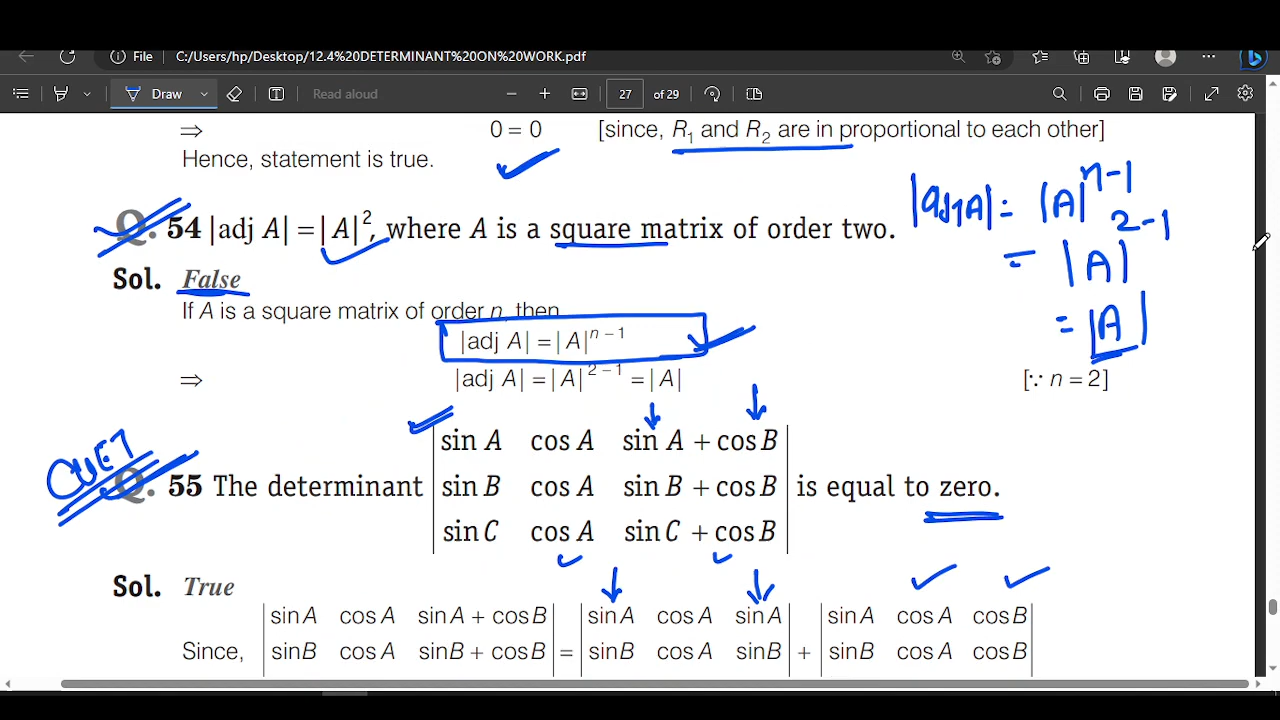 File C:/Users/hp/Desktop/12.4%20DETERMINANT%20ON%20WORK.pdf
Draw Read aloud 27 of 29
⇒ 0 = 0 [since, R₁ and R₂ are in proportional to each other]
Hence, statement is true.
Q. 54 |adj A| = |A|², where A is a square matrix of order two.
|adj A| = |A|ⁿ⁻¹
= |A|²⁻¹
= |A|
Sol. False
If A is a square matrix of order n, then
|adj A| = |A|ⁿ⁻¹
⇒ |adj A| = |A|²⁻¹ = |A| [∵ n = 2]
CUET
sin A cos A sin A + cos B
Q. 55 The determinant sin B cos A sin B + cos B is equal to zero.
sin C cos A sin C + cos B
Sol. True
sin A cos A sin A + cos B sin A cos A sin A sin A cos A cos B
Since, sin B cos A sin B + cos B = sin B cos A sin B + sin B cos A cos B